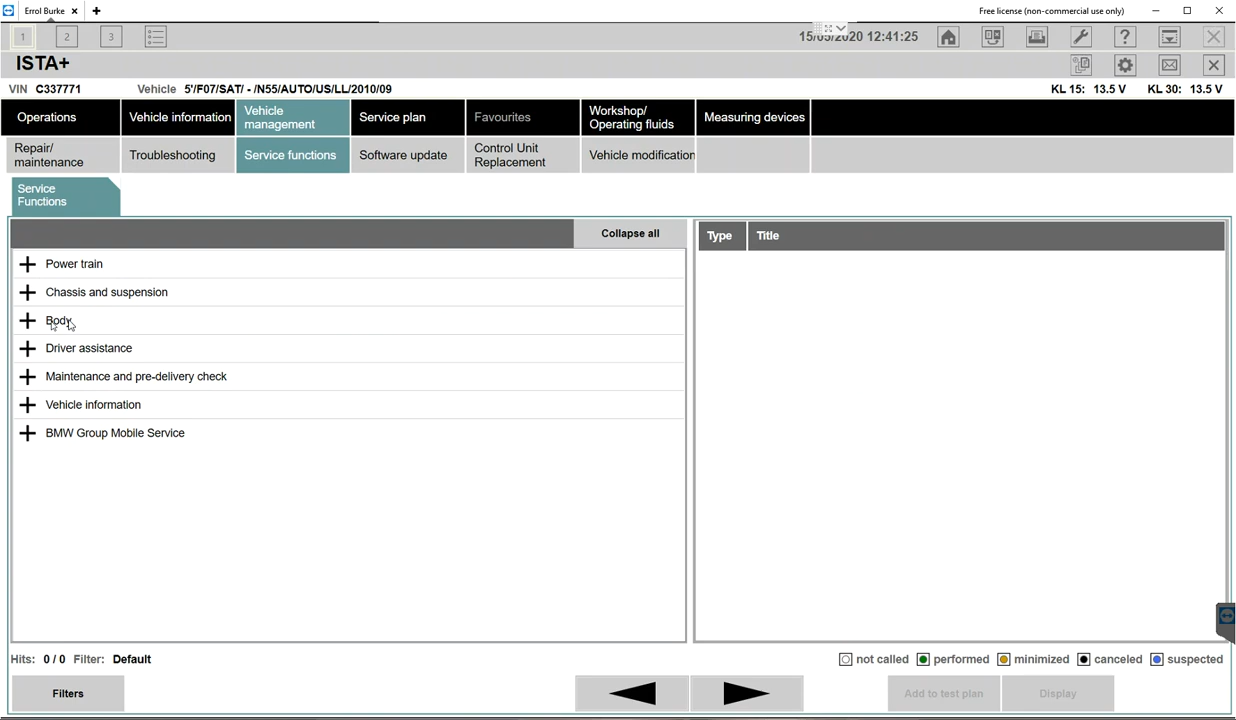 Errol Burke
Free license (non-commercial use only)
1 2 3
15/05/2020 12:41:25
ISTA+
VIN C337771 Vehicle 5'/F07/SAT/ - /N55/AUTO/US/LL/2010/09 KL 15: 13.5 V KL 30: 13.5 V
Operations
Vehicle information
Vehicle
management
Service plan
Favourites
Workshop/
Operating fluids
Measuring devices
Repair/
maintenance
Troubleshooting
Service functions
Software update
Control Unit
Replacement
Vehicle modification
Service
Functions
Collapse all
Type Title
Power train
Chassis and suspension
Body
Driver assistance
Maintenance and pre-delivery check
Vehicle information
BMW Group Mobile Service
Hits: 0 / 0 Filter: Default
not called performed minimized canceled suspected
Filters
Add to test plan
Display